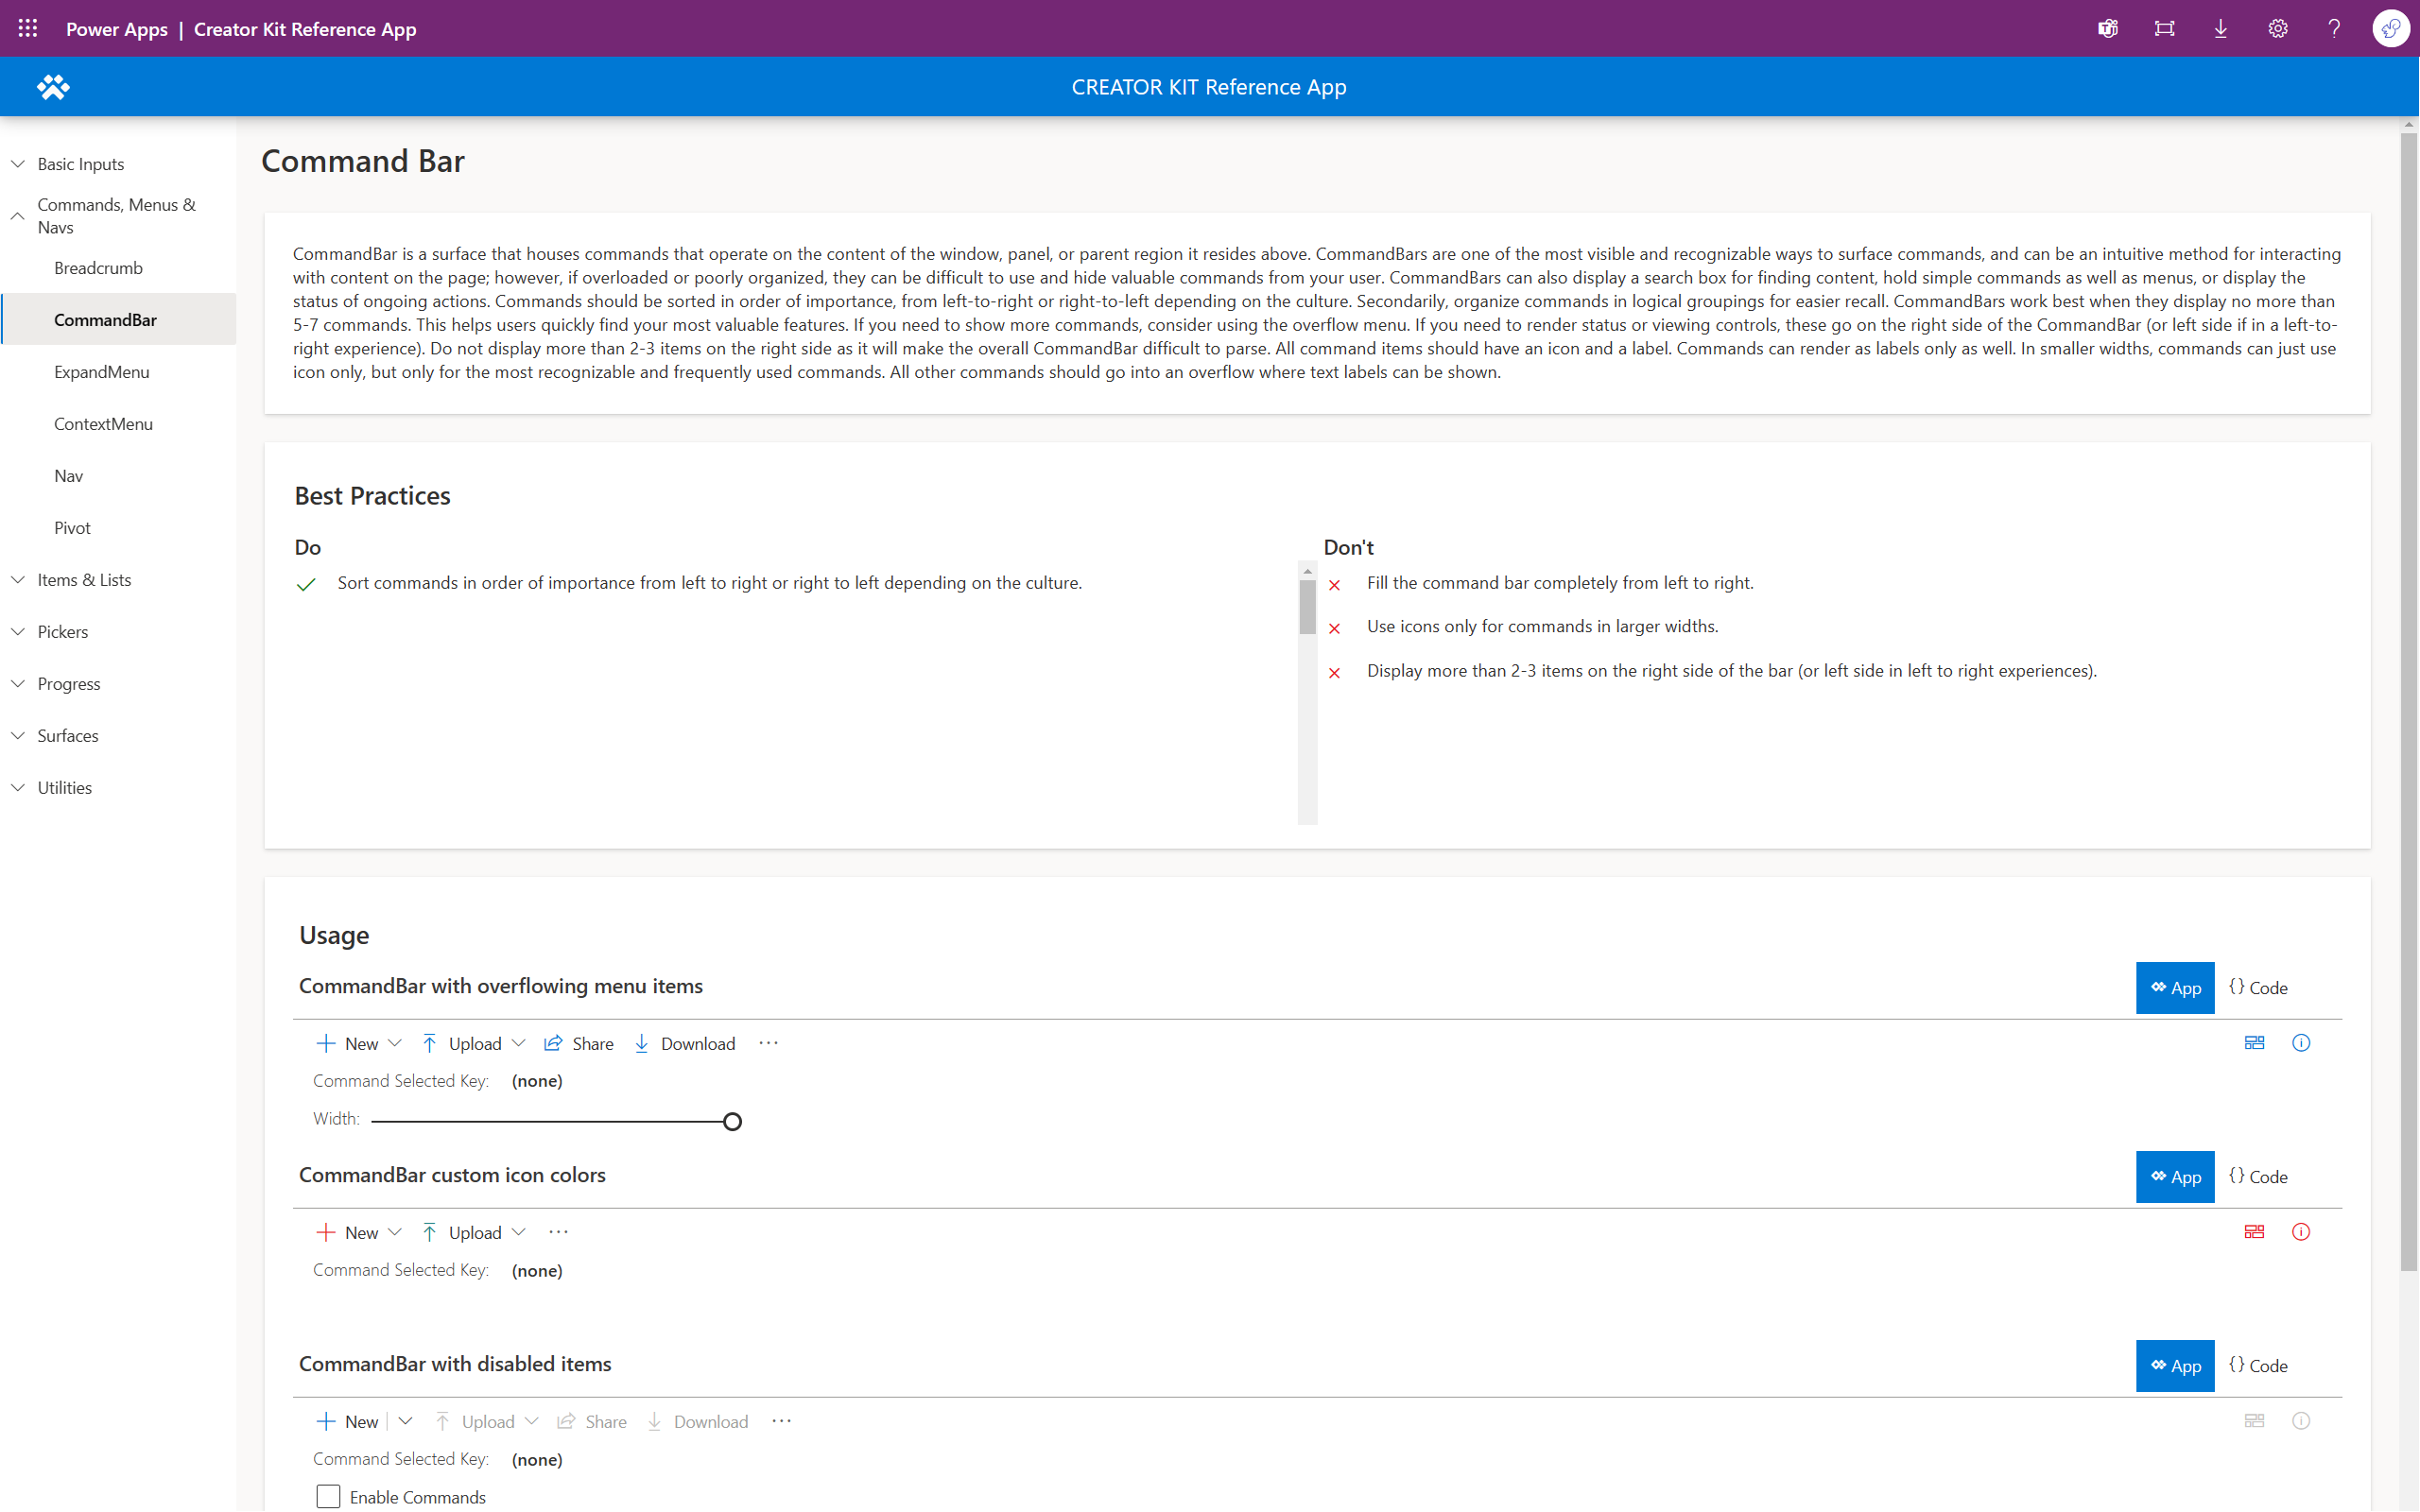 Power Apps | Creator Kit Reference App
CREATOR KIT Reference App
Basic Inputs
Commands, Menus &
Navs
Breadcrumb
CommandBar
ExpandMenu
ContextMenu
Nav
Pivot
Items & Lists
Pickers
Progress
Surfaces
Utilities
Command Bar
CommandBar is a surface that houses commands that operate on the content of the window, panel, or parent region it resides above. CommandBars are one of the most visible and recognizable ways to surface commands, and can be an intuitive method for interacting
with content on the page; however, if overloaded or poorly organized, they can be difficult to use and hide valuable commands from your user. CommandBars can also display a search box for finding content, hold simple commands as well as menus, or display the
status of ongoing actions. Commands should be sorted in order of importance, from left-to-right or right-to-left depending on the culture. Secondarily, organize commands in logical groupings for easier recall. CommandBars work best when they display no more than
5-7 commands. This helps users quickly find your most valuable features. If you need to show more commands, consider using the overflow menu. If you need to render status or viewing controls, these go on the right side of the CommandBar (or left side if in a left-to-
right experience). Do not display more than 2-3 items on the right side as it will make the overall CommandBar difficult to parse. All command items should have an icon and a label. Commands can render as labels only as well. In smaller widths, commands can just use
icon only, but only for the most recognizable and frequently used commands. All other commands should go into an overflow where text labels can be shown.
Best Practices
Do
Sort commands in order of importance from left to right or right to left depending on the culture.
Don't
Fill the command bar completely from left to right.
Use icons only for commands in larger widths.
Display more than 2-3 items on the right side of the bar (or left side in left to right experiences).
Usage
CommandBar with overflowing menu items
App {} Code
New Upload Share Download ...
Command Selected Key: (none)
Width:
CommandBar custom icon colors
App {} Code
New Upload ...
Command Selected Key: (none)
CommandBar with disabled items
App {} Code
New Upload Share Download ...
Command Selected Key: (none)
Enable Commands